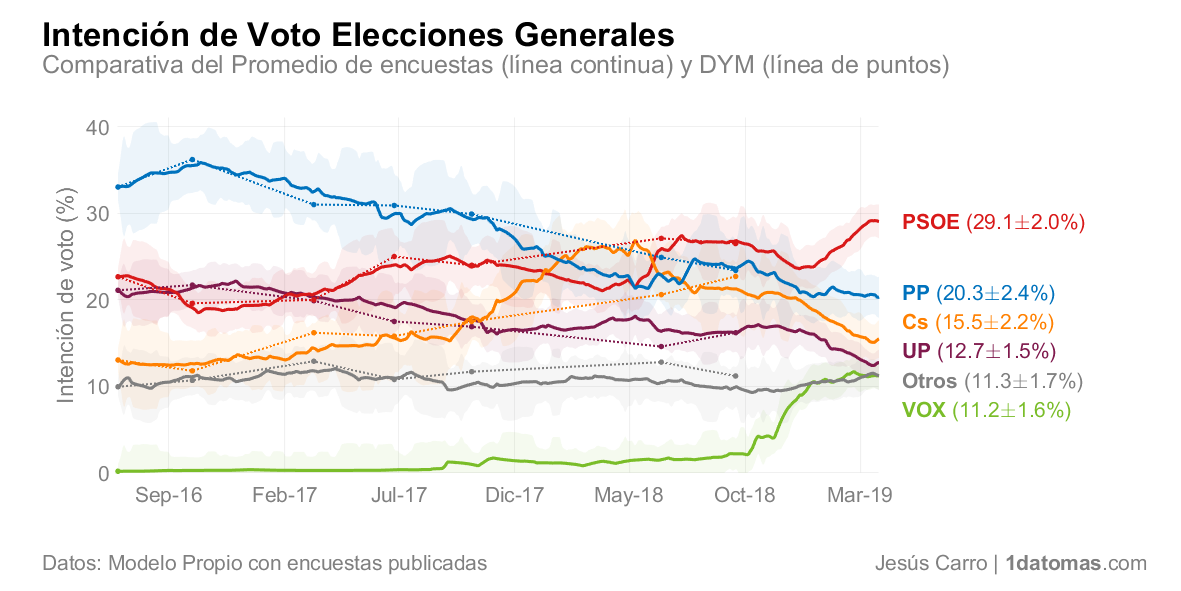 Intención de Voto Elecciones Generales
Comparativa del Promedio de encuestas (línea continua) y DYM (línea de puntos)
Intención de voto (%)
40
30
20
10
0
Sep-16 Feb-17 Jul-17 Dic-17 May-18 Oct-18 Mar-19
PSOE (29.1±2.0%)
PP (20.3±2.4%)
Cs (15.5±2.2%)
UP (12.7±1.5%)
Otros (11.3±1.7%)
VOX (11.2±1.6%)
Datos: Modelo Propio con encuestas publicadas
Jesús Carro | 1datomas.com